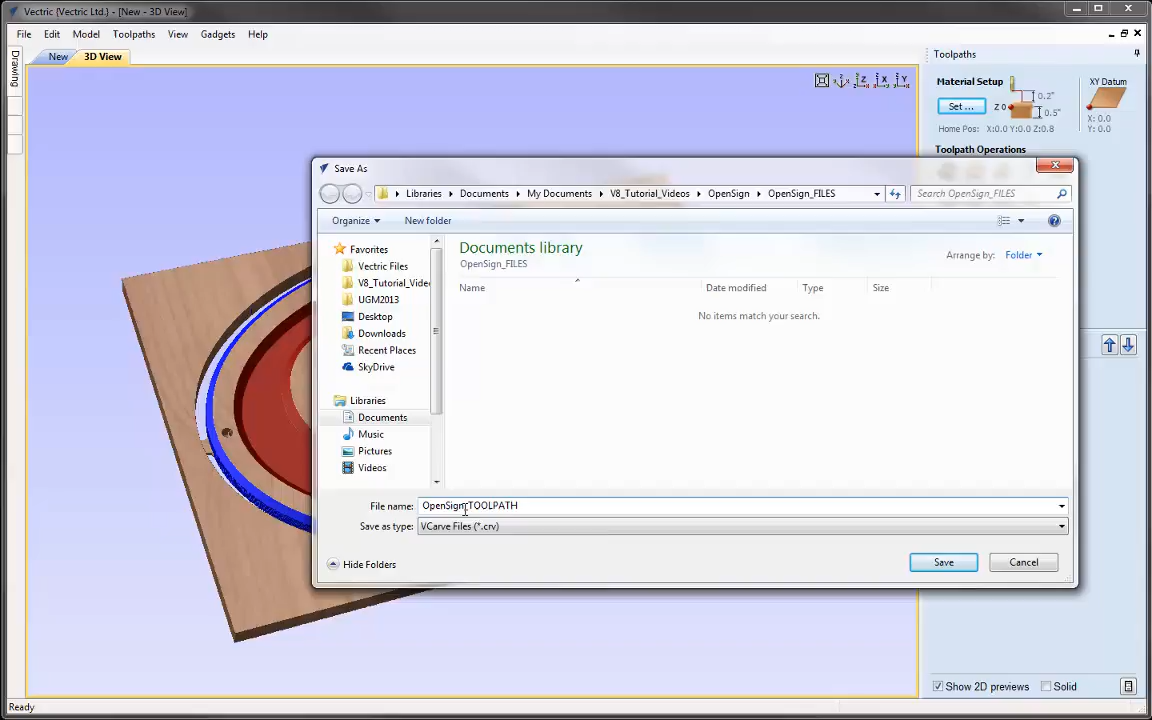 Vectric {Vectric Ltd.} - [New - 3D View]
File Edit Model Toolpaths View Gadgets Help
Drawing
New 3D View
Toolpaths
Material Setup
Set ...
Z 0
0.2"
0.5"
XY Datum
X: 0.0
Y: 0.0
Home Pos: X:0.0 Y:0.0 Z:0.8
Toolpath Operations
Save As
Libraries Documents My Documents V8_Tutorial_Videos OpenSign OpenSign_FILES
Search OpenSign_FILES
Organize New folder
Favorites
Vectric Files
V8_Tutorial_Video
UGM2013
Desktop
Downloads
Recent Places
SkyDrive
Libraries
Documents
Music
Pictures
Videos
Documents library
OpenSign_FILES
Arrange by: Folder
Name Date modified Type Size
No items match your search.
File name: OpenSign_TOOLPATH
Save as type: VCarve Files (*.crv)
Hide Folders
Save Cancel
Show 2D previews Solid
Ready